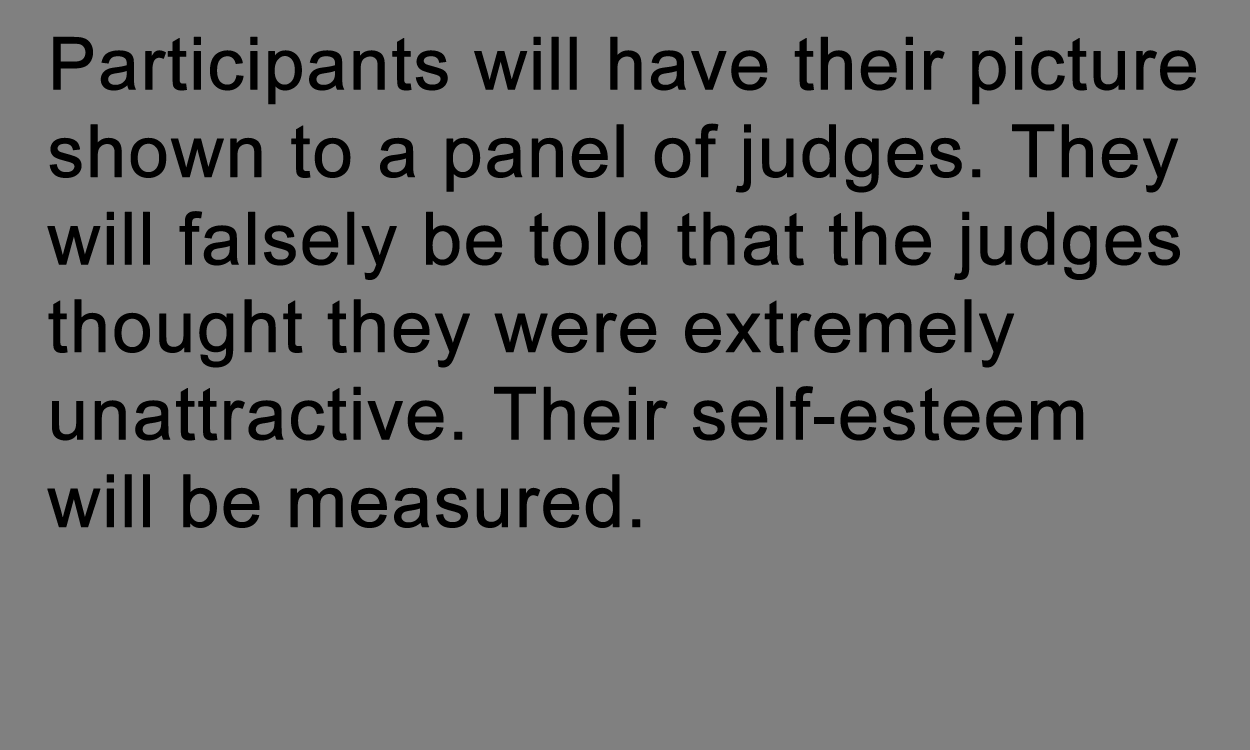 Participants will have their picture
shown to a panel of judges. They
will falsely be told that the judges
thought they were extremely
unattractive. Their self-esteem
will be measured.